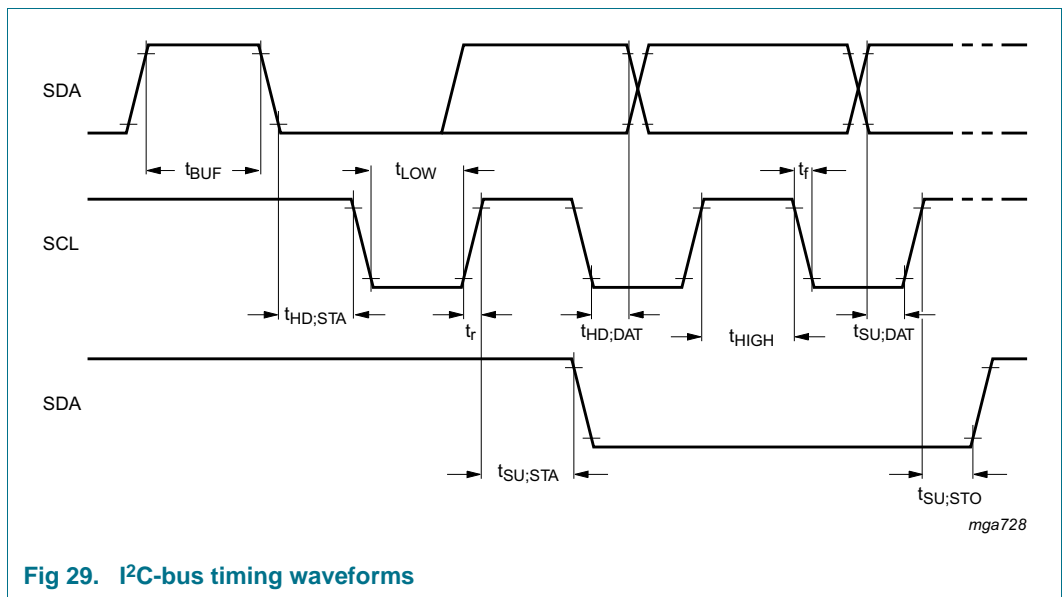 SDA
tBUF
tLOW
tf
SCL
tHD;STA
tr
tHD;DAT
tHIGH
tSU;DAT
SDA
tSU;STA
tSU;STO
mga728
Fig 29. I²C-bus timing waveforms